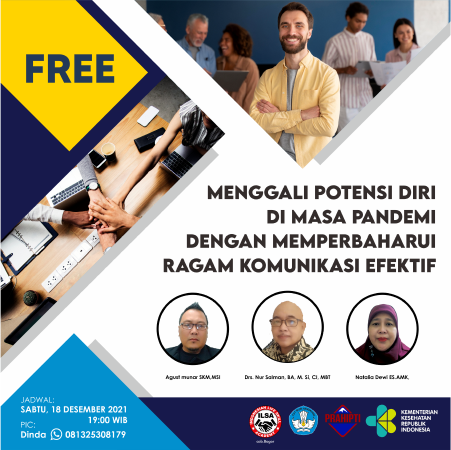 FREE
MENGGALI POTENSI DIRI
DI MASA PANDEMI
DENGAN MEMPERBAHARUI
RAGAM KOMUNIKASI EFEKTIF
Agust munar SKM,MSI
Drs. Nur Salman, BA, M. Si, CI, MBT
Natalia Dewi ES.AMK,
JADWAL:
SABTU, 18 DESEMBER 2021
19:00 WIB
PIC:
Dinda 081325308179
ILSA
KEMENTERIAN
KESEHATAN
REPUBLIK
INDONESIA